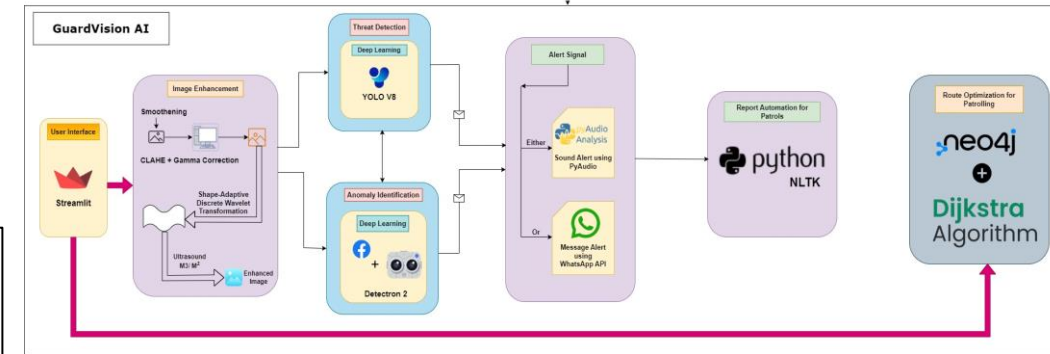 GuardVision AI
User Interface
Streamlit
Image Enhancement
Smoothening
CLAHE + Gamma Correction
Shape-Adaptive
Discrete Wavelet
Transformation
Ultrasound
M3/ M²
Enhanced
Image
Threat Detection
Deep Learning
YOLO V8
Anomaly Identification
Deep Learning
+
Detectron 2
Alert Signal
Either
PyAudio
Analysis
Sound Alert using
PyAudio
Or
Message Alert
using
WhatsApp API
Report Automation for
Patrols
python
NLTK
Route Optimization for
Patrolling
neo4j
+
Dijkstra
Algorithm